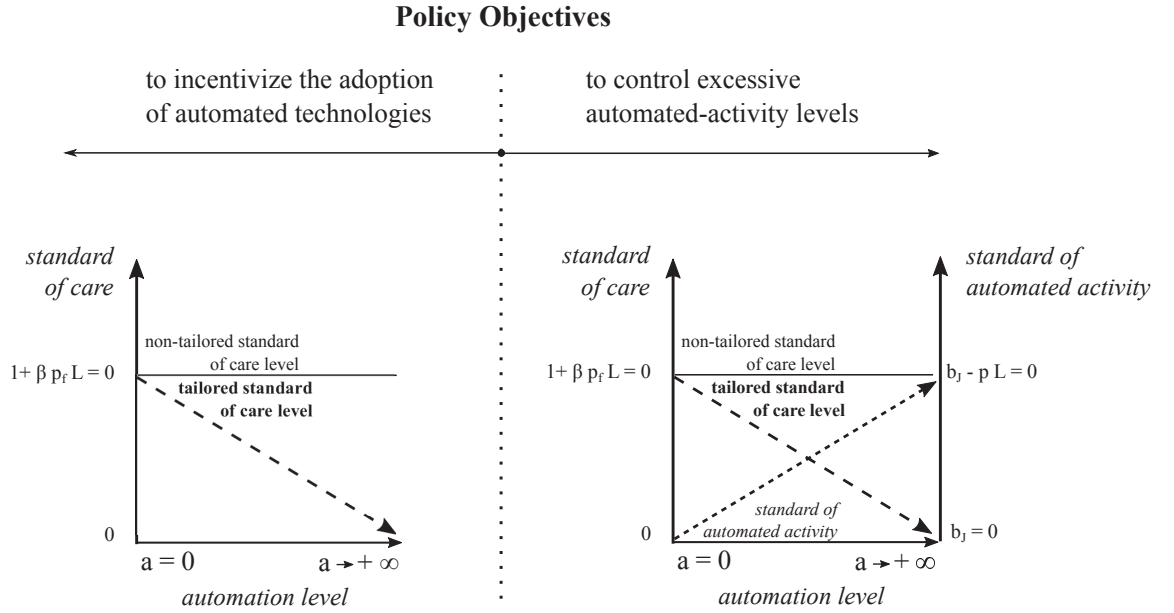 Policy Objectives
to incentivize the adoption
of automated technologies
to control excessive
automated-activity levels
standard
of care
non-tailored standard
of care level
1+ β p_f L = 0
tailored standard
of care level
0
a = 0
a → + ∞
automation level
standard
of care
standard of
automated activity
non-tailored standard
of care level
1+ β p_f L = 0
b_J - p L = 0
tailored standard
of care level
standard of
automated activity
0
b_J = 0
a = 0
a → + ∞
automation level